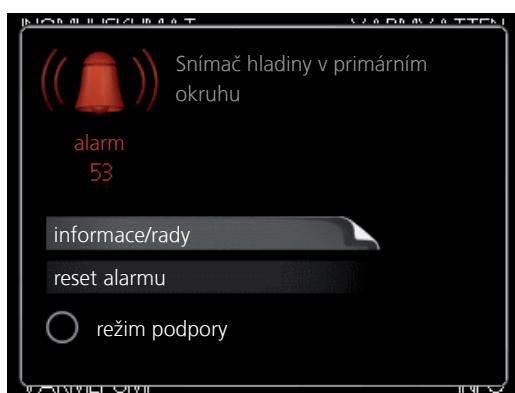 Snímač hladiny v primárním
okruhu
alarm
53
informace/rady
reset alarmu
režim podpory